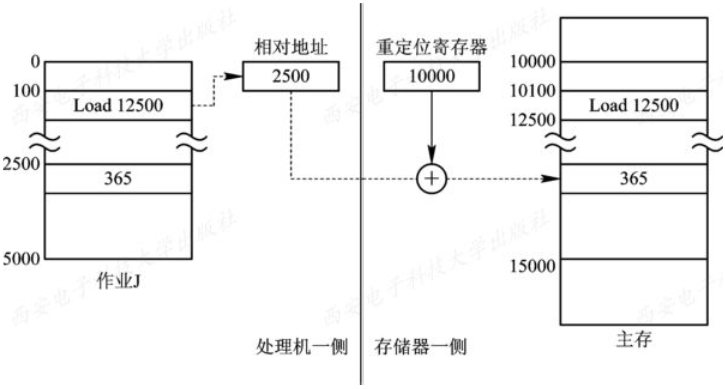 0
100
Load 12500
2500
365
5000
作业J
相对地址
2500
处理机一侧
重定位寄存器
10000
+
存储器一侧
10000
10100
Load 12500
12500
365
15000
主存
西安电子科技大学出版社
西安电子科技大学出版社
西安电子科技大学出版社
西安电子科技大学出版社